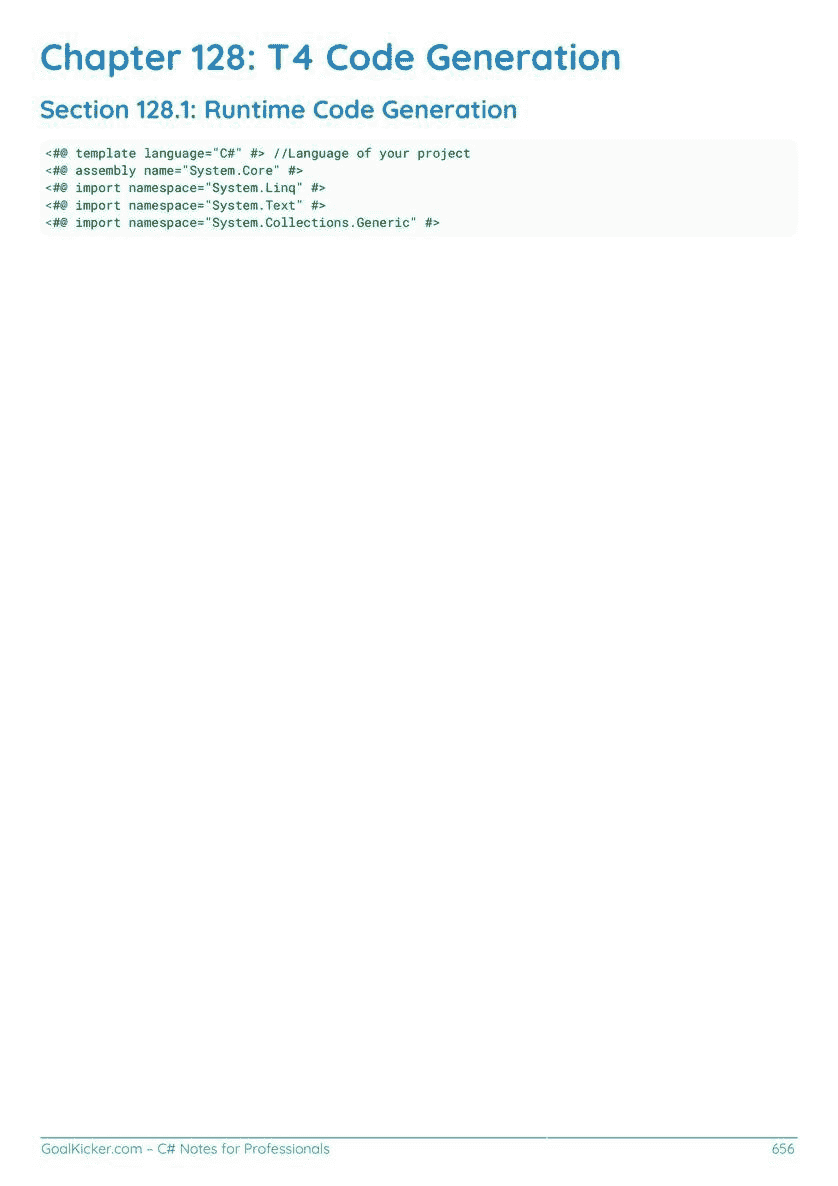 Chapter 128: T4 Code Generation
Section 128.1: Runtime Code Generation
<#@ template language="C#" #> //Language of your project
<#@ assembly name="System.Core" #>
<#@ import namespace="System.Linq" #>
<#@ import namespace="System.Text" #>
<#@ import namespace="System.Collections.Generic" #>
GoalKicker.com – C# Notes for Professionals 656